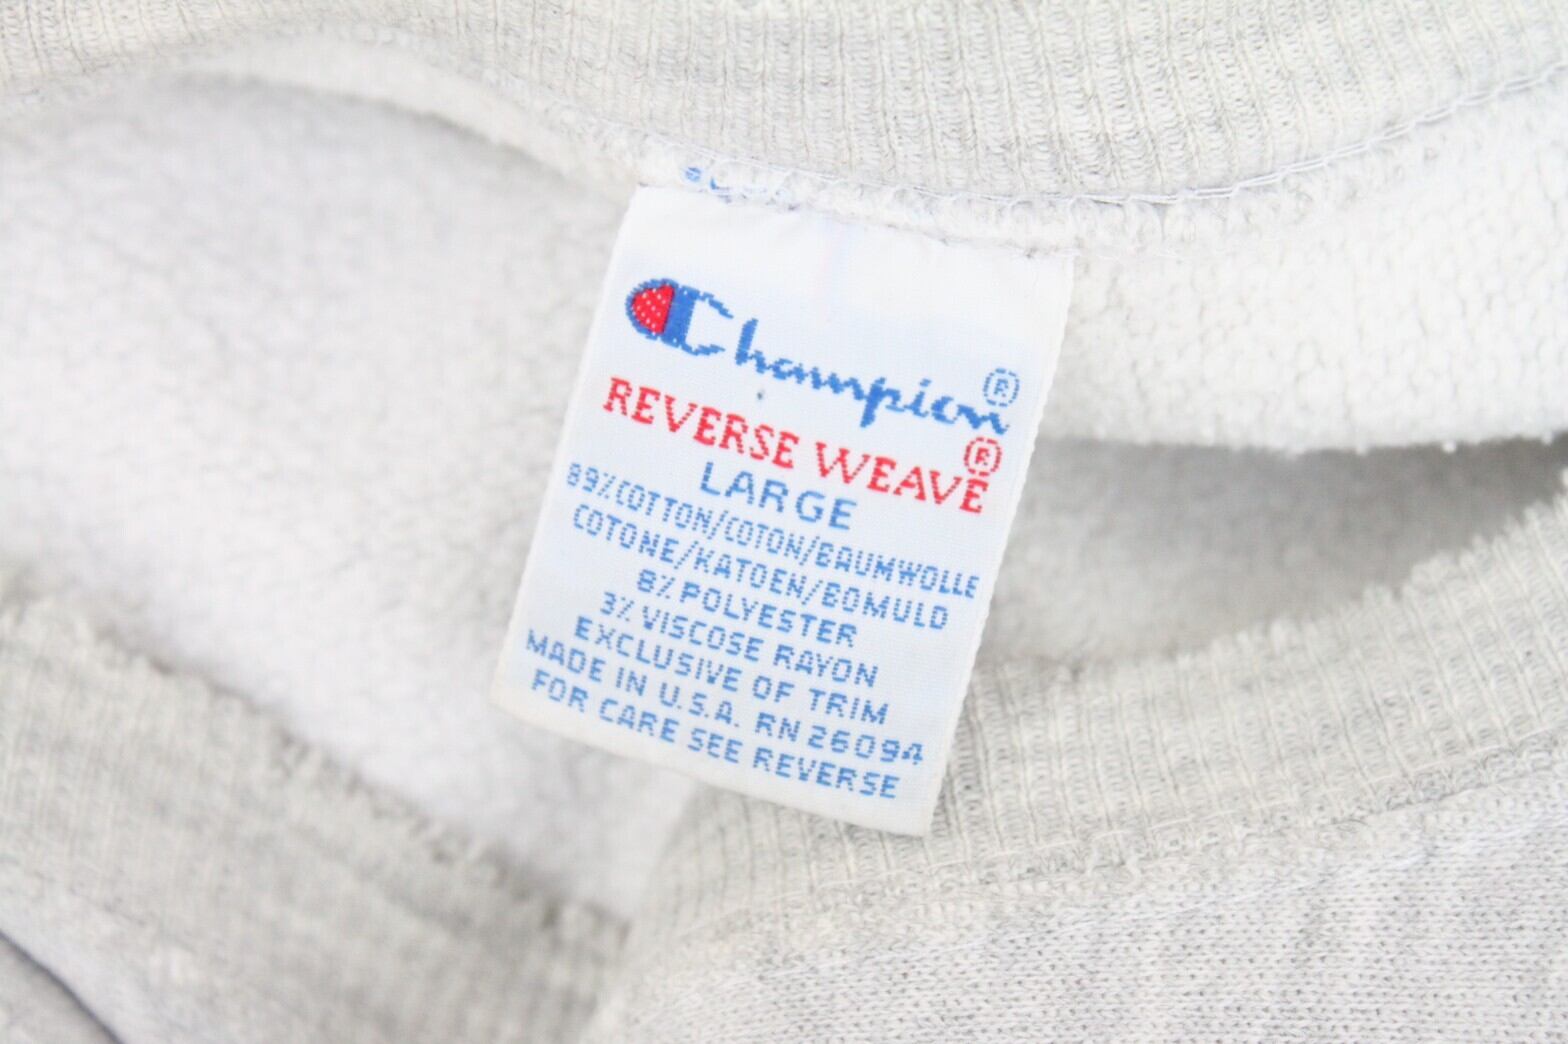 Champion®
REVERSE WEAVE®
LARGE
89% COTTON/COTON/BAUMWOLLE
COTONE/KATOEN/BOMULD
8% POLYESTER
3% VISCOSE RAYON
EXCLUSIVE OF TRIM
MADE IN U.S.A. RN 26094
FOR CARE SEE REVERSE